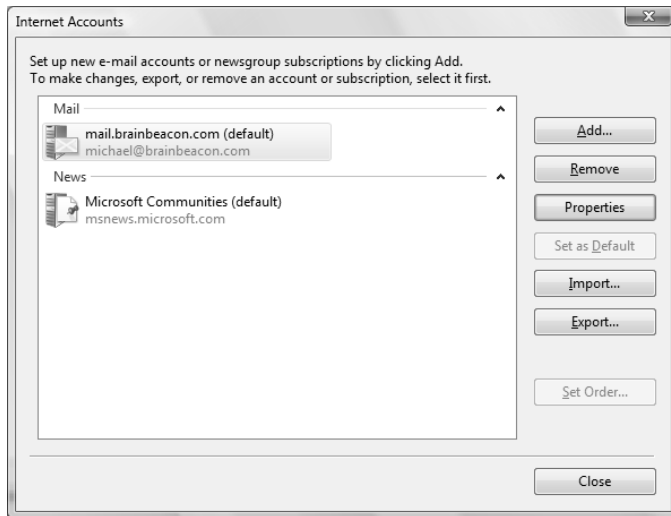 Internet Accounts
Set up new e-mail accounts or newsgroup subscriptions by clicking Add.
To make changes, export, or remove an account or subscription, select it first.
Mail
mail.brainbeacon.com (default)
michael@brainbeacon.com
News
Microsoft Communities (default)
msnews.microsoft.com
Add...
Remove
Properties
Set as Default
Import...
Export...
Set Order...
Close